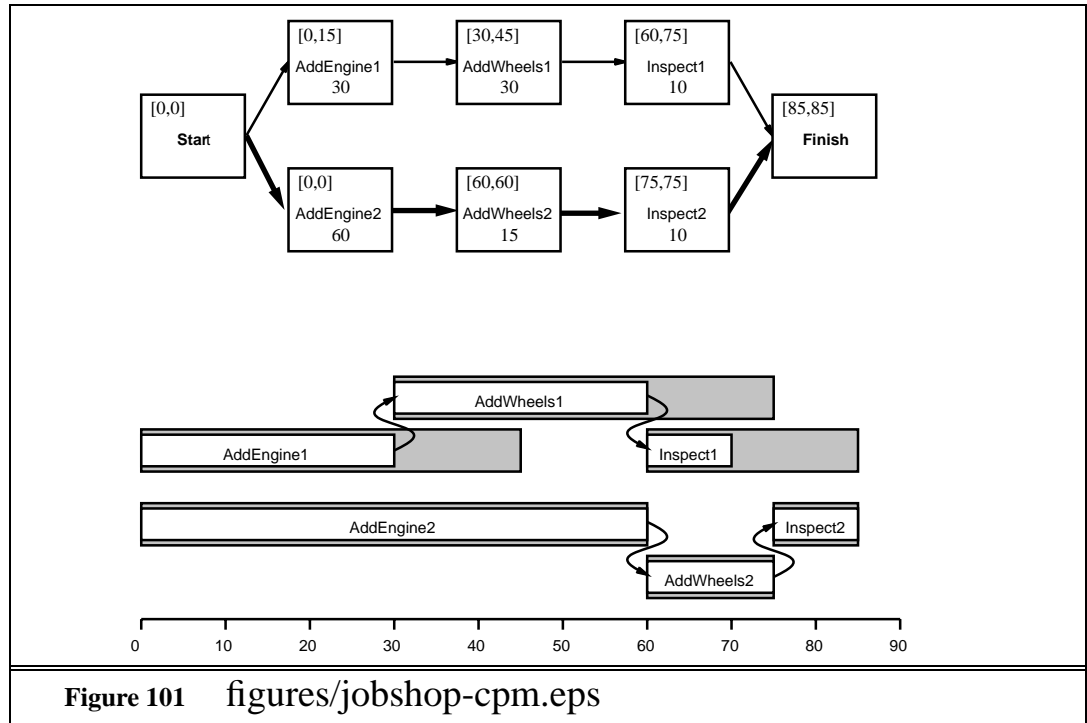 [0,15]
AddEngine1
30
[30,45]
AddWheels1
30
[60,75]
Inspect1
10
[0,0]
Start
[85,85]
Finish
[0,0]
AddEngine2
60
[60,60]
AddWheels2
15
[75,75]
Inspect2
10
AddWheels1
AddEngine1
Inspect1
AddEngine2
Inspect2
AddWheels2
0 10 20 30 40 50 60 70 80 90
Figure 101 figures/jobshop-cpm.eps